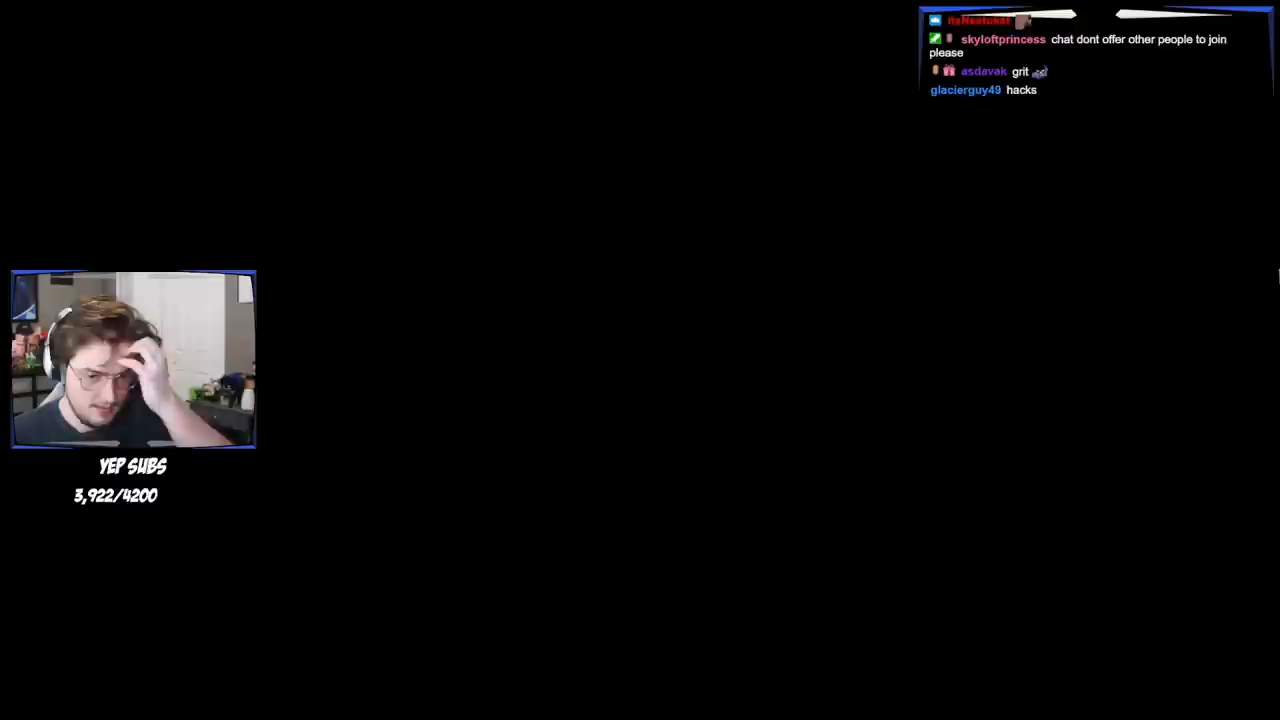 skyloftprincess chat dont offer other people to join
please
asdavak grit
glacierguy49 hacks
YEP SUBS
3,922/4200